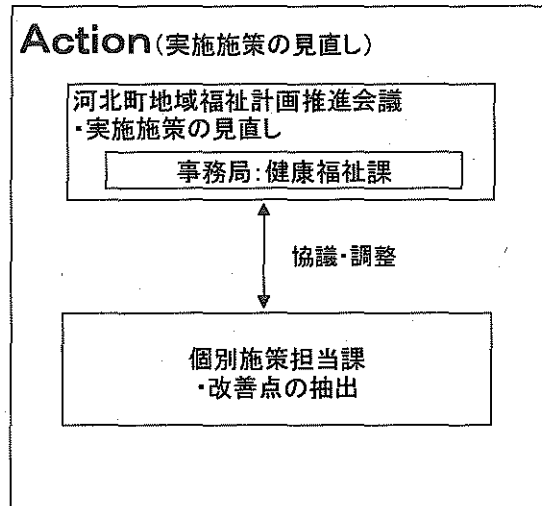 Action(実施施策の見直し)
河北町地域福祉計画推進会議
・実施施策の見直し
事務局:健康福祉課
協議・調整
個別施策担当課
・改善点の抽出